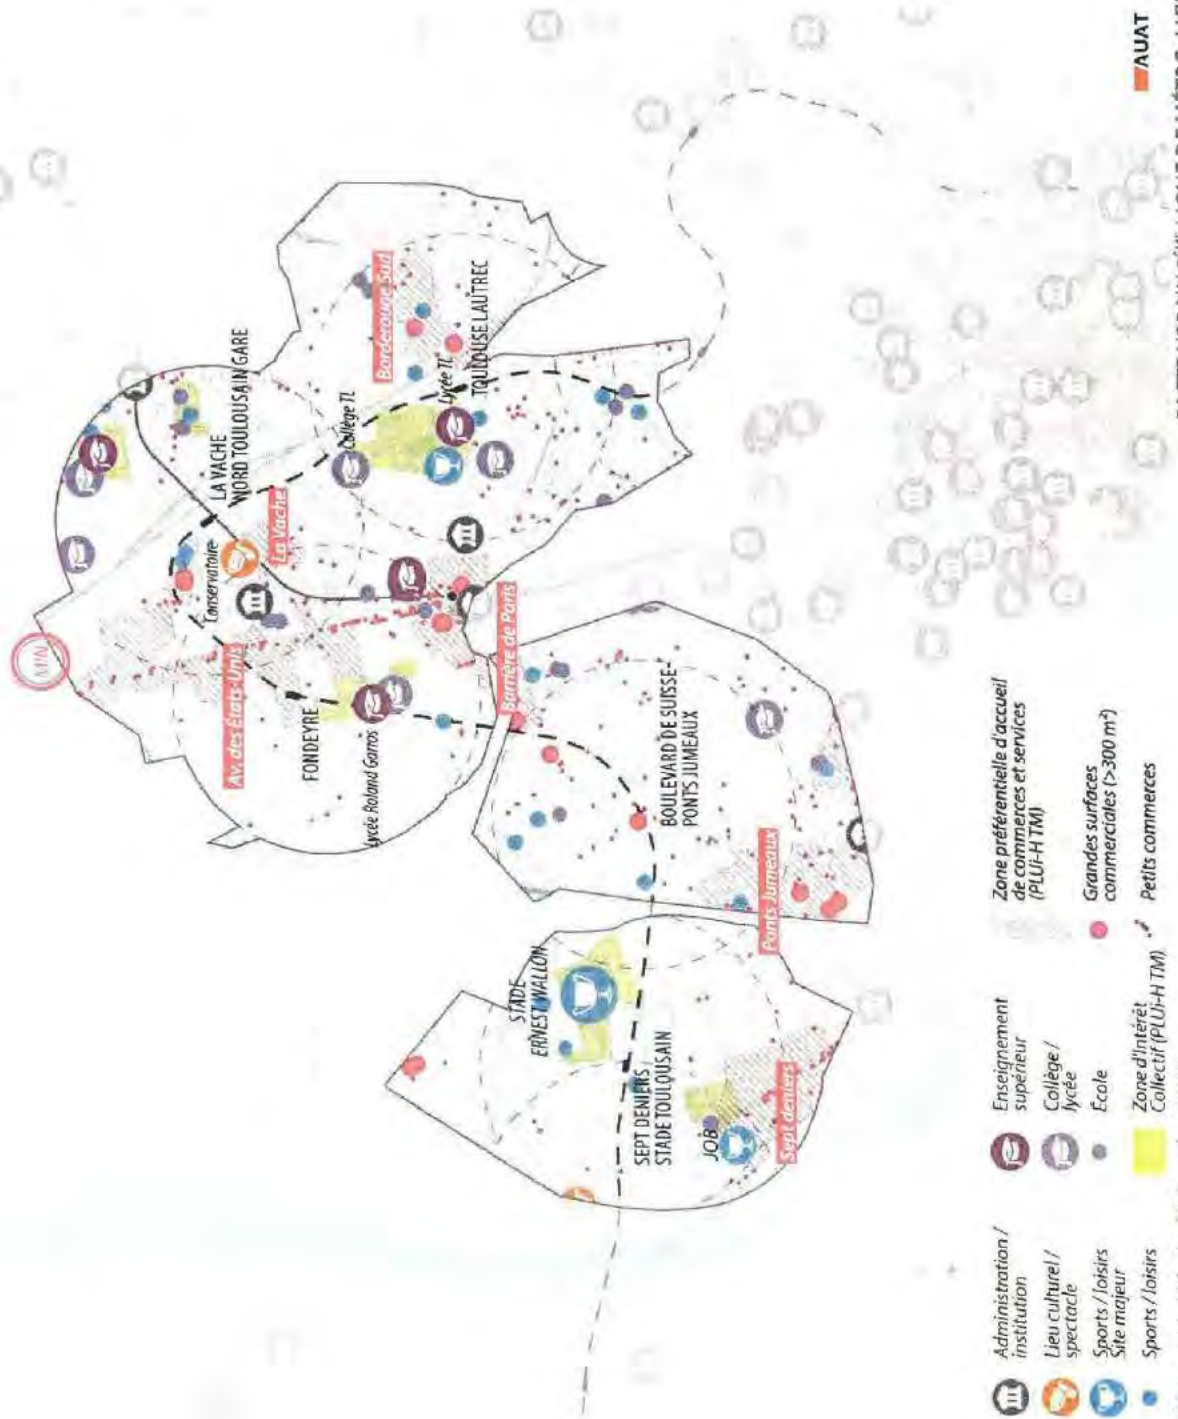 MIN
Av. des États-Unis
Conservatoire
LA VACHE
NORD TOULOUSAIN GARE
La Vache
FONDEYRE
Lycée Roland Garros
Collège TL
Lycée TL
Borderouge Sud
TOULOUSE LAUTREC
Barrière de Paris
BOULEVARD DE SUISSE-
PONTS JUMEAUX
Ponts Jumeaux
STADE
ERNEST WALLON
SEPT DENIERS
STADE TOULOUSAIN
JOB
Sept deniers
Administration /
institution
Lieu culturel /
spectacle
Sports / loisirs
Site majeur
Sports / loisirs
Enseignement
supérieur
Collège /
lycée
École
Zone d'Intérêt
Collectif (PLUi-H TM)
Zone préférentielle d'accueil
de commerces et services
(PLUi-H TM)
Grandes surfaces
commerciales (>300 m²)
Petits commerces
AUAT